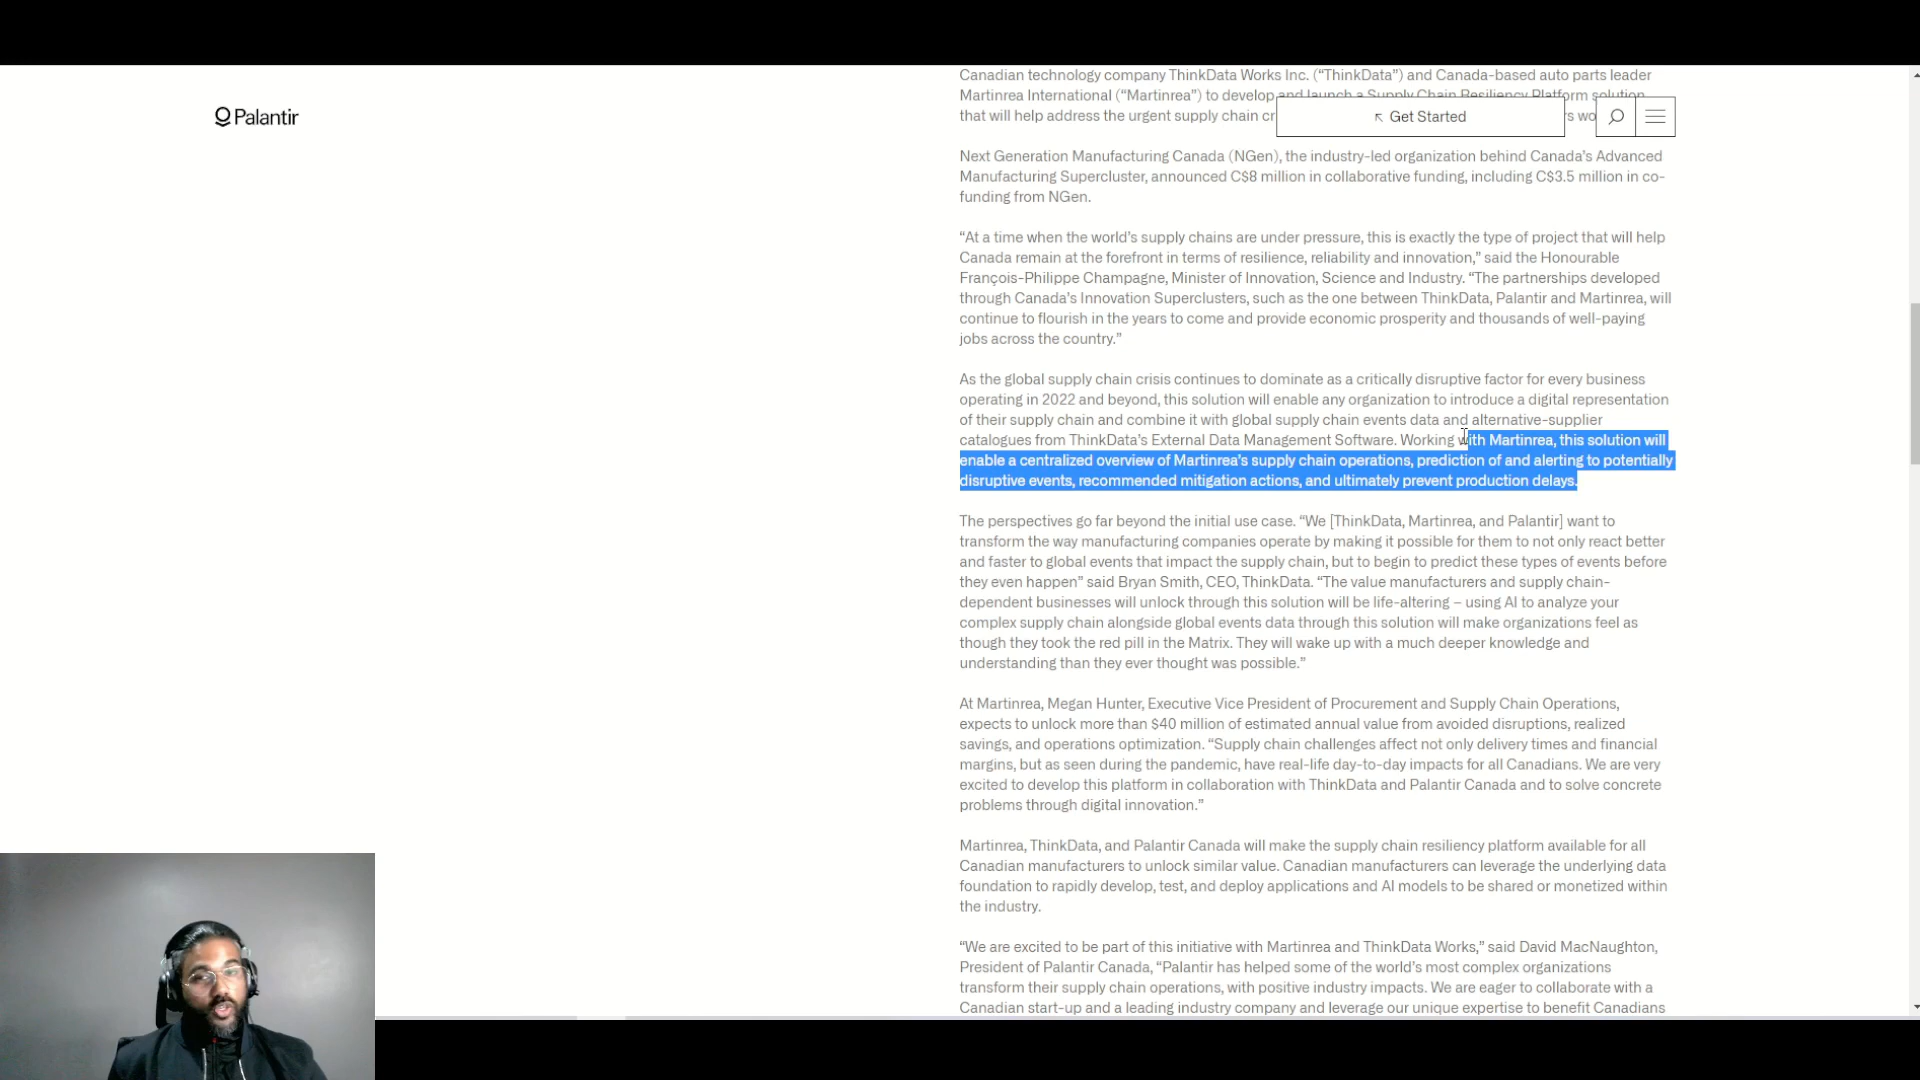 Canadian technology company ThinkData Works Inc. (“ThinkData”) and Canada-based auto parts leader
Martinrea International (“Martinrea”) to develop and launch a Supply Chain Resiliency Platform solution
that will help address the urgent supply chain
Palantir
Get Started
Next Generation Manufacturing Canada (NGen), the industry-led organization behind Canada’s Advanced
Manufacturing Supercluster, announced C$8 million in collaborative funding, including C$3.5 million in co-
funding from NGen.
“At a time when the world’s supply chains are under pressure, this is exactly the type of project that will help
Canada remain at the forefront in terms of resilience, reliability and innovation,” said the Honourable
François-Philippe Champagne, Minister of Innovation, Science and Industry. “The partnerships developed
through Canada’s Innovation Superclusters, such as the one between ThinkData, Palantir and Martinrea, will
continue to flourish in the years to come and provide economic prosperity and thousands of well-paying
jobs across the country.”
As the global supply chain crisis continues to dominate as a critically disruptive factor for every business
operating in 2022 and beyond, this solution will enable any organization to introduce a digital representation
of their supply chain and combine it with global supply chain events data and alternative-supplier
catalogues from ThinkData’s External Data Management Software. Working with Martinrea, this solution will
enable a centralized overview of Martinrea’s supply chain operations, prediction of and alerting to potentially
disruptive events, recommended mitigation actions, and ultimately prevent production delays.
The perspectives go far beyond the initial use case. “We [ThinkData, Martinrea, and Palantir] want to
transform the way manufacturing companies operate by making it possible for them to not only react better
and faster to global events that impact the supply chain, but to begin to predict these types of events before
they even happen” said Bryan Smith, CEO, ThinkData. “The value manufacturers and supply chain-
dependent businesses will unlock through this solution will be life-altering – using AI to analyze your
complex supply chain alongside global events data through this solution will make organizations feel as
though they took the red pill in the Matrix. They will wake up with a much deeper knowledge and
understanding than they ever thought was possible.”
At Martinrea, Megan Hunter, Executive Vice President of Procurement and Supply Chain Operations,
expects to unlock more than $40 million of estimated annual value from avoided disruptions, realized
savings, and operations optimization. “Supply chain challenges affect not only delivery times and financial
margins, but as seen during the pandemic, have real-life day-to-day impacts for all Canadians. We are very
excited to develop this platform in collaboration with ThinkData and Palantir Canada and to solve concrete
problems through digital innovation.”
Martinrea, ThinkData, and Palantir Canada will make the supply chain resiliency platform available for all
Canadian manufacturers to unlock similar value. Canadian manufacturers can leverage the underlying data
foundation to rapidly develop, test, and deploy applications and AI models to be shared or monetized within
the industry.
“We are excited to be part of this initiative with Martinrea and ThinkData Works,” said David MacNaughton,
President of Palantir Canada, “Palantir has helped some of the world’s most complex organizations
transform their supply chain operations, with positive industry impacts. We are eager to collaborate with a
Canadian start-up and a leading industry company and leverage our unique expertise to benefit Canadians